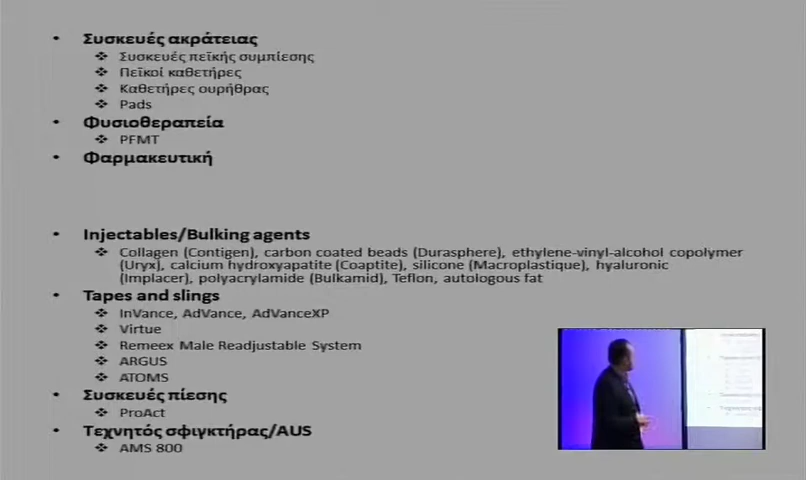 • Συσκευές ακράτειας
❖ Συσκευές πεϊκής συμπίεσης
❖ Πεϊκοί καθετήρες
❖ Καθετήρες ουρήθρας
❖ Pads
• Φυσιοθεραπεία
❖ PFMT
• Φαρμακευτική
• Injectables/Bulking agents
❖ Collagen (Contigen), carbon coated beads (Durasphere), ethylene-vinyl-alcohol copolymer
(Uryx), calcium hydroxyapatite (Coaptite), silicone (Macroplastique), hyaluronic
(Implacer), polyacrylamide (Bulkamid), Teflon, autologous fat
• Tapes and slings
❖ InVance, AdVance, AdVanceXP
❖ Virtue
❖ Remeex Male Readjustable System
❖ ARGUS
❖ ATOMS
• Συσκευές πίεσης
❖ ProAct
• Τεχνητός σφιγκτήρας/AUS
❖ AMS 800